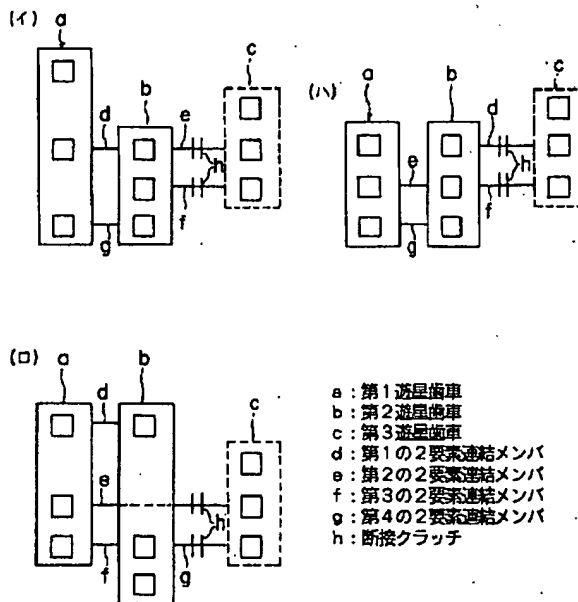 (イ)
a
d
b
e
c
h
f
g
(ハ)
a
b
d
c
h
e
f
g
(ロ)
a
b
d
c
e
h
f
g
a：第1遊星歯車
b：第2遊星歯車
c：第3遊星歯車
d：第1の2要素連結メンバ
e：第2の2要素連結メンバ
f：第3の2要素連結メンバ
g：第4の2要素連結メンバ
h：断接クラッチ